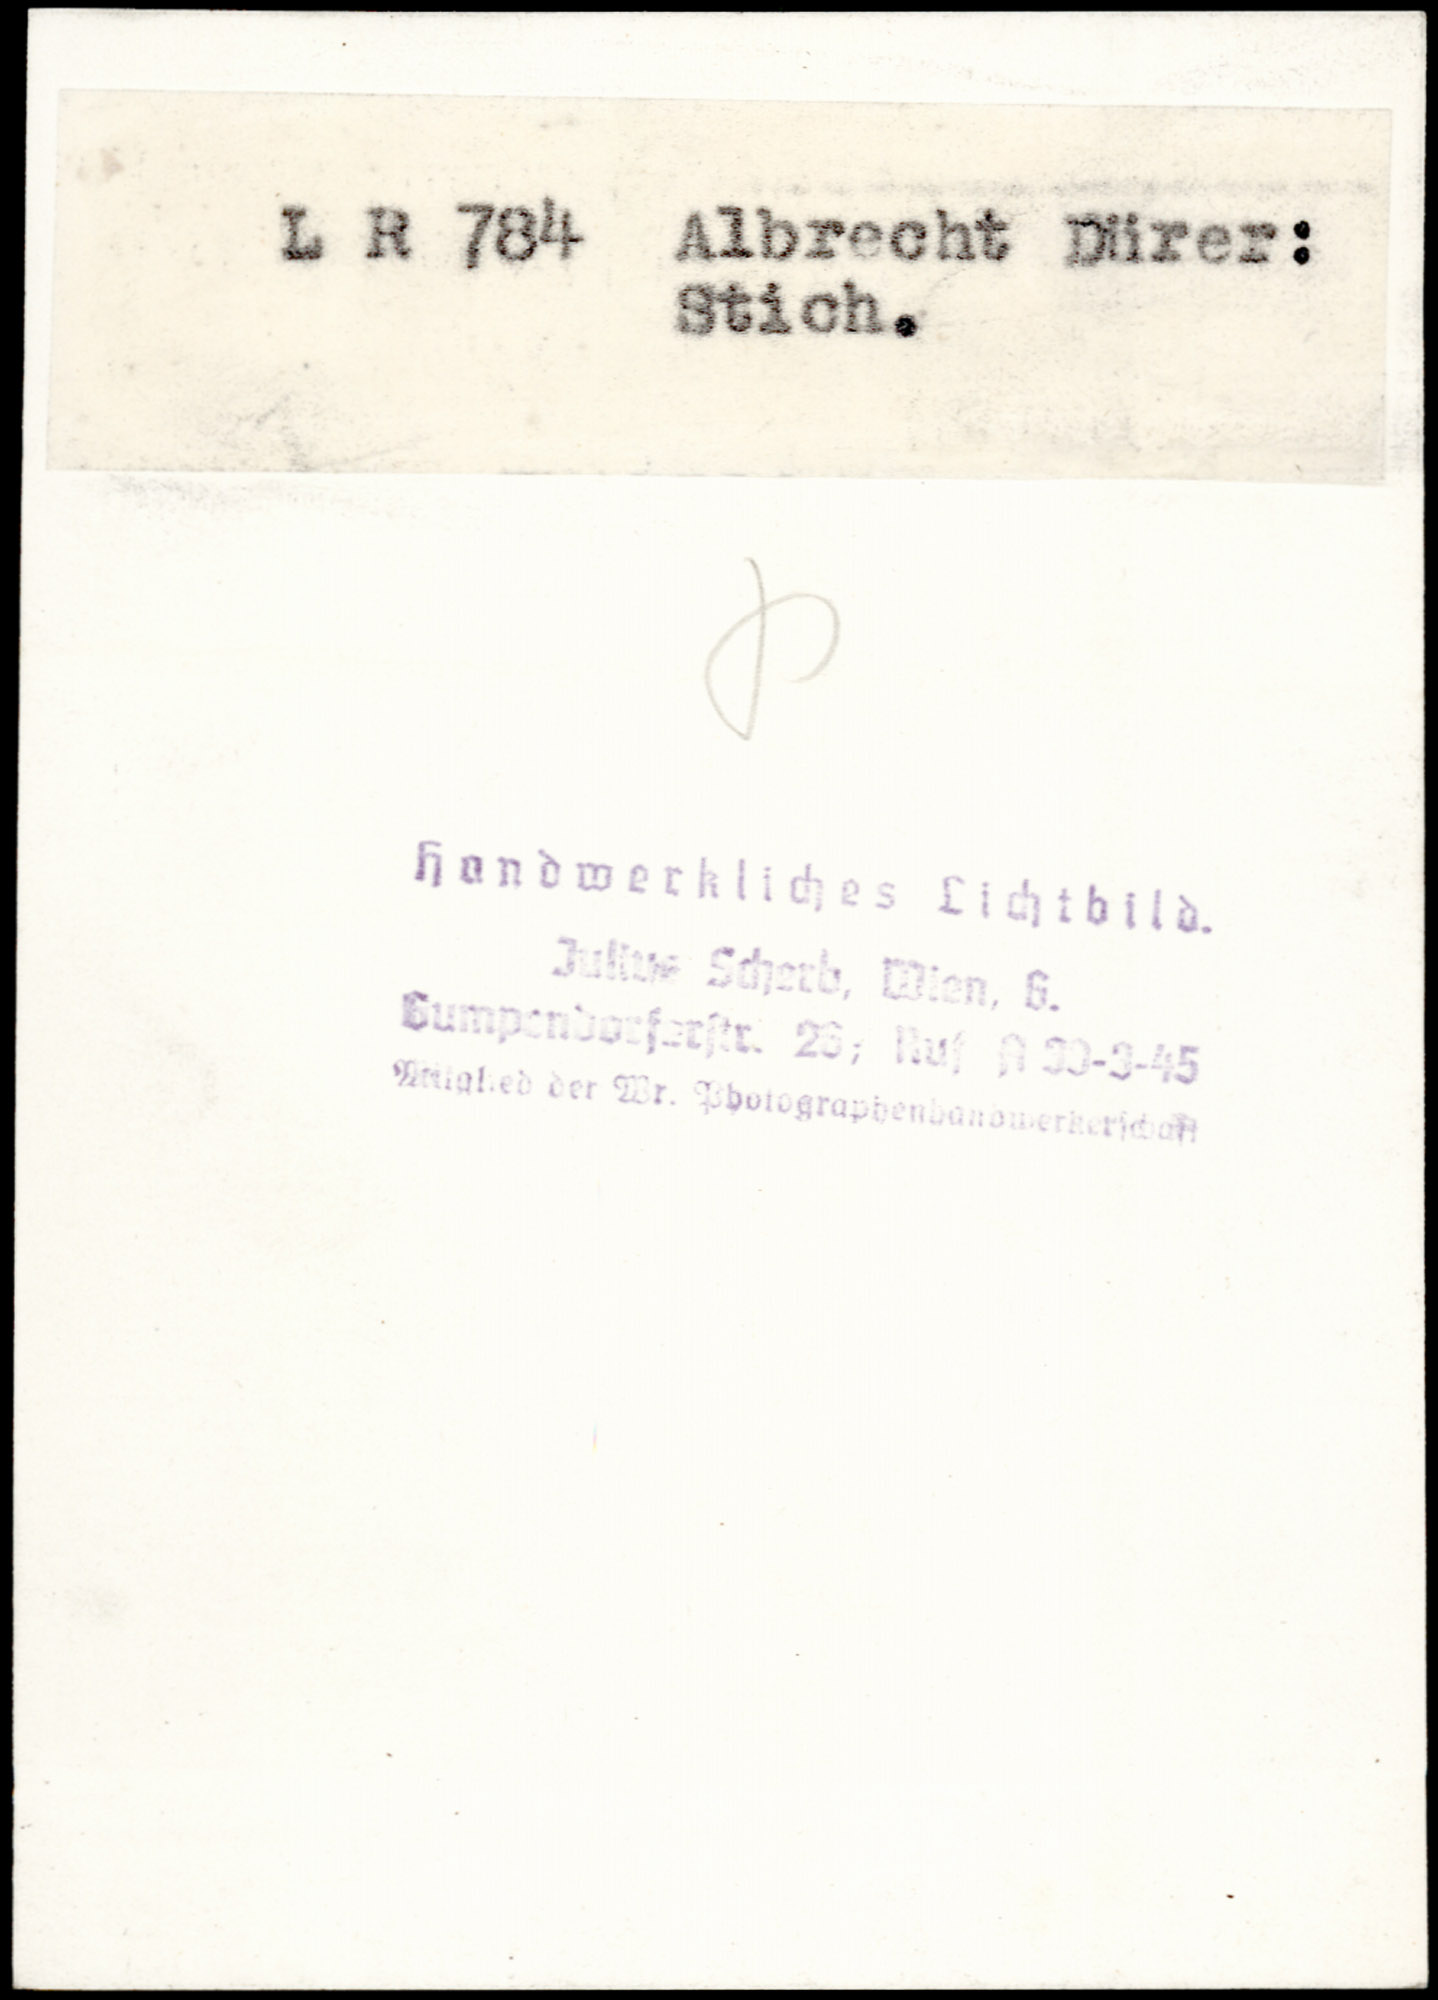 L R 784 Albrecht Dürer:
Stich.
Handwerkliches Lichtbild.
Julius Scherb, Wien, 6.
Gumpendorferstr. 26; Ruf A 30-3-45
Mitglied der Wr. Photographenhandwerkerschaft